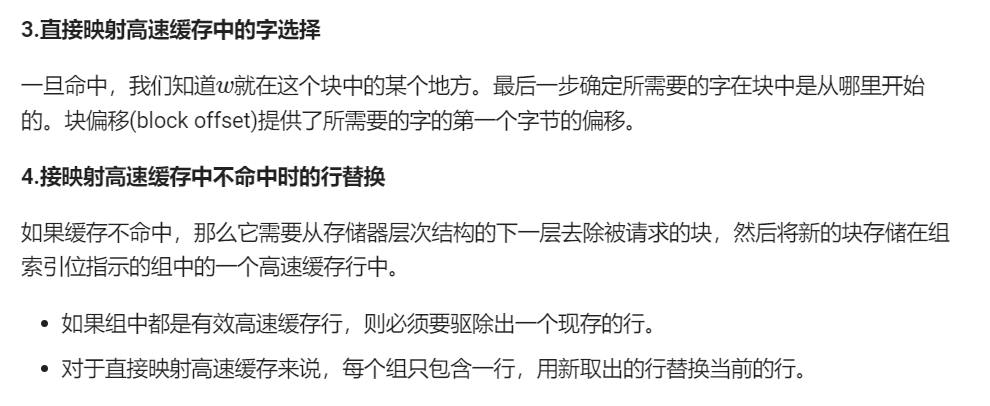 3.直接映射高速缓存中的字选择
一旦命中，我们知道w就在这个块中的某个地方。最后一步确定所需要的字在块中是从哪里开始
的。块偏移(block offset)提供了所需要的字的第一个字节的偏移。
4.接映射高速缓存中不命中时的行替换
如果缓存不命中，那么它需要从存储器层次结构的下一层去除被请求的块，然后将新的块存储在组
索引位指示的组中的一个高速缓存行中。
• 如果组中都是有效高速缓存行，则必须要驱除出一个现存的行。
• 对于直接映射高速缓存来说，每个组只包含一行，用新取出的行替换当前的行。